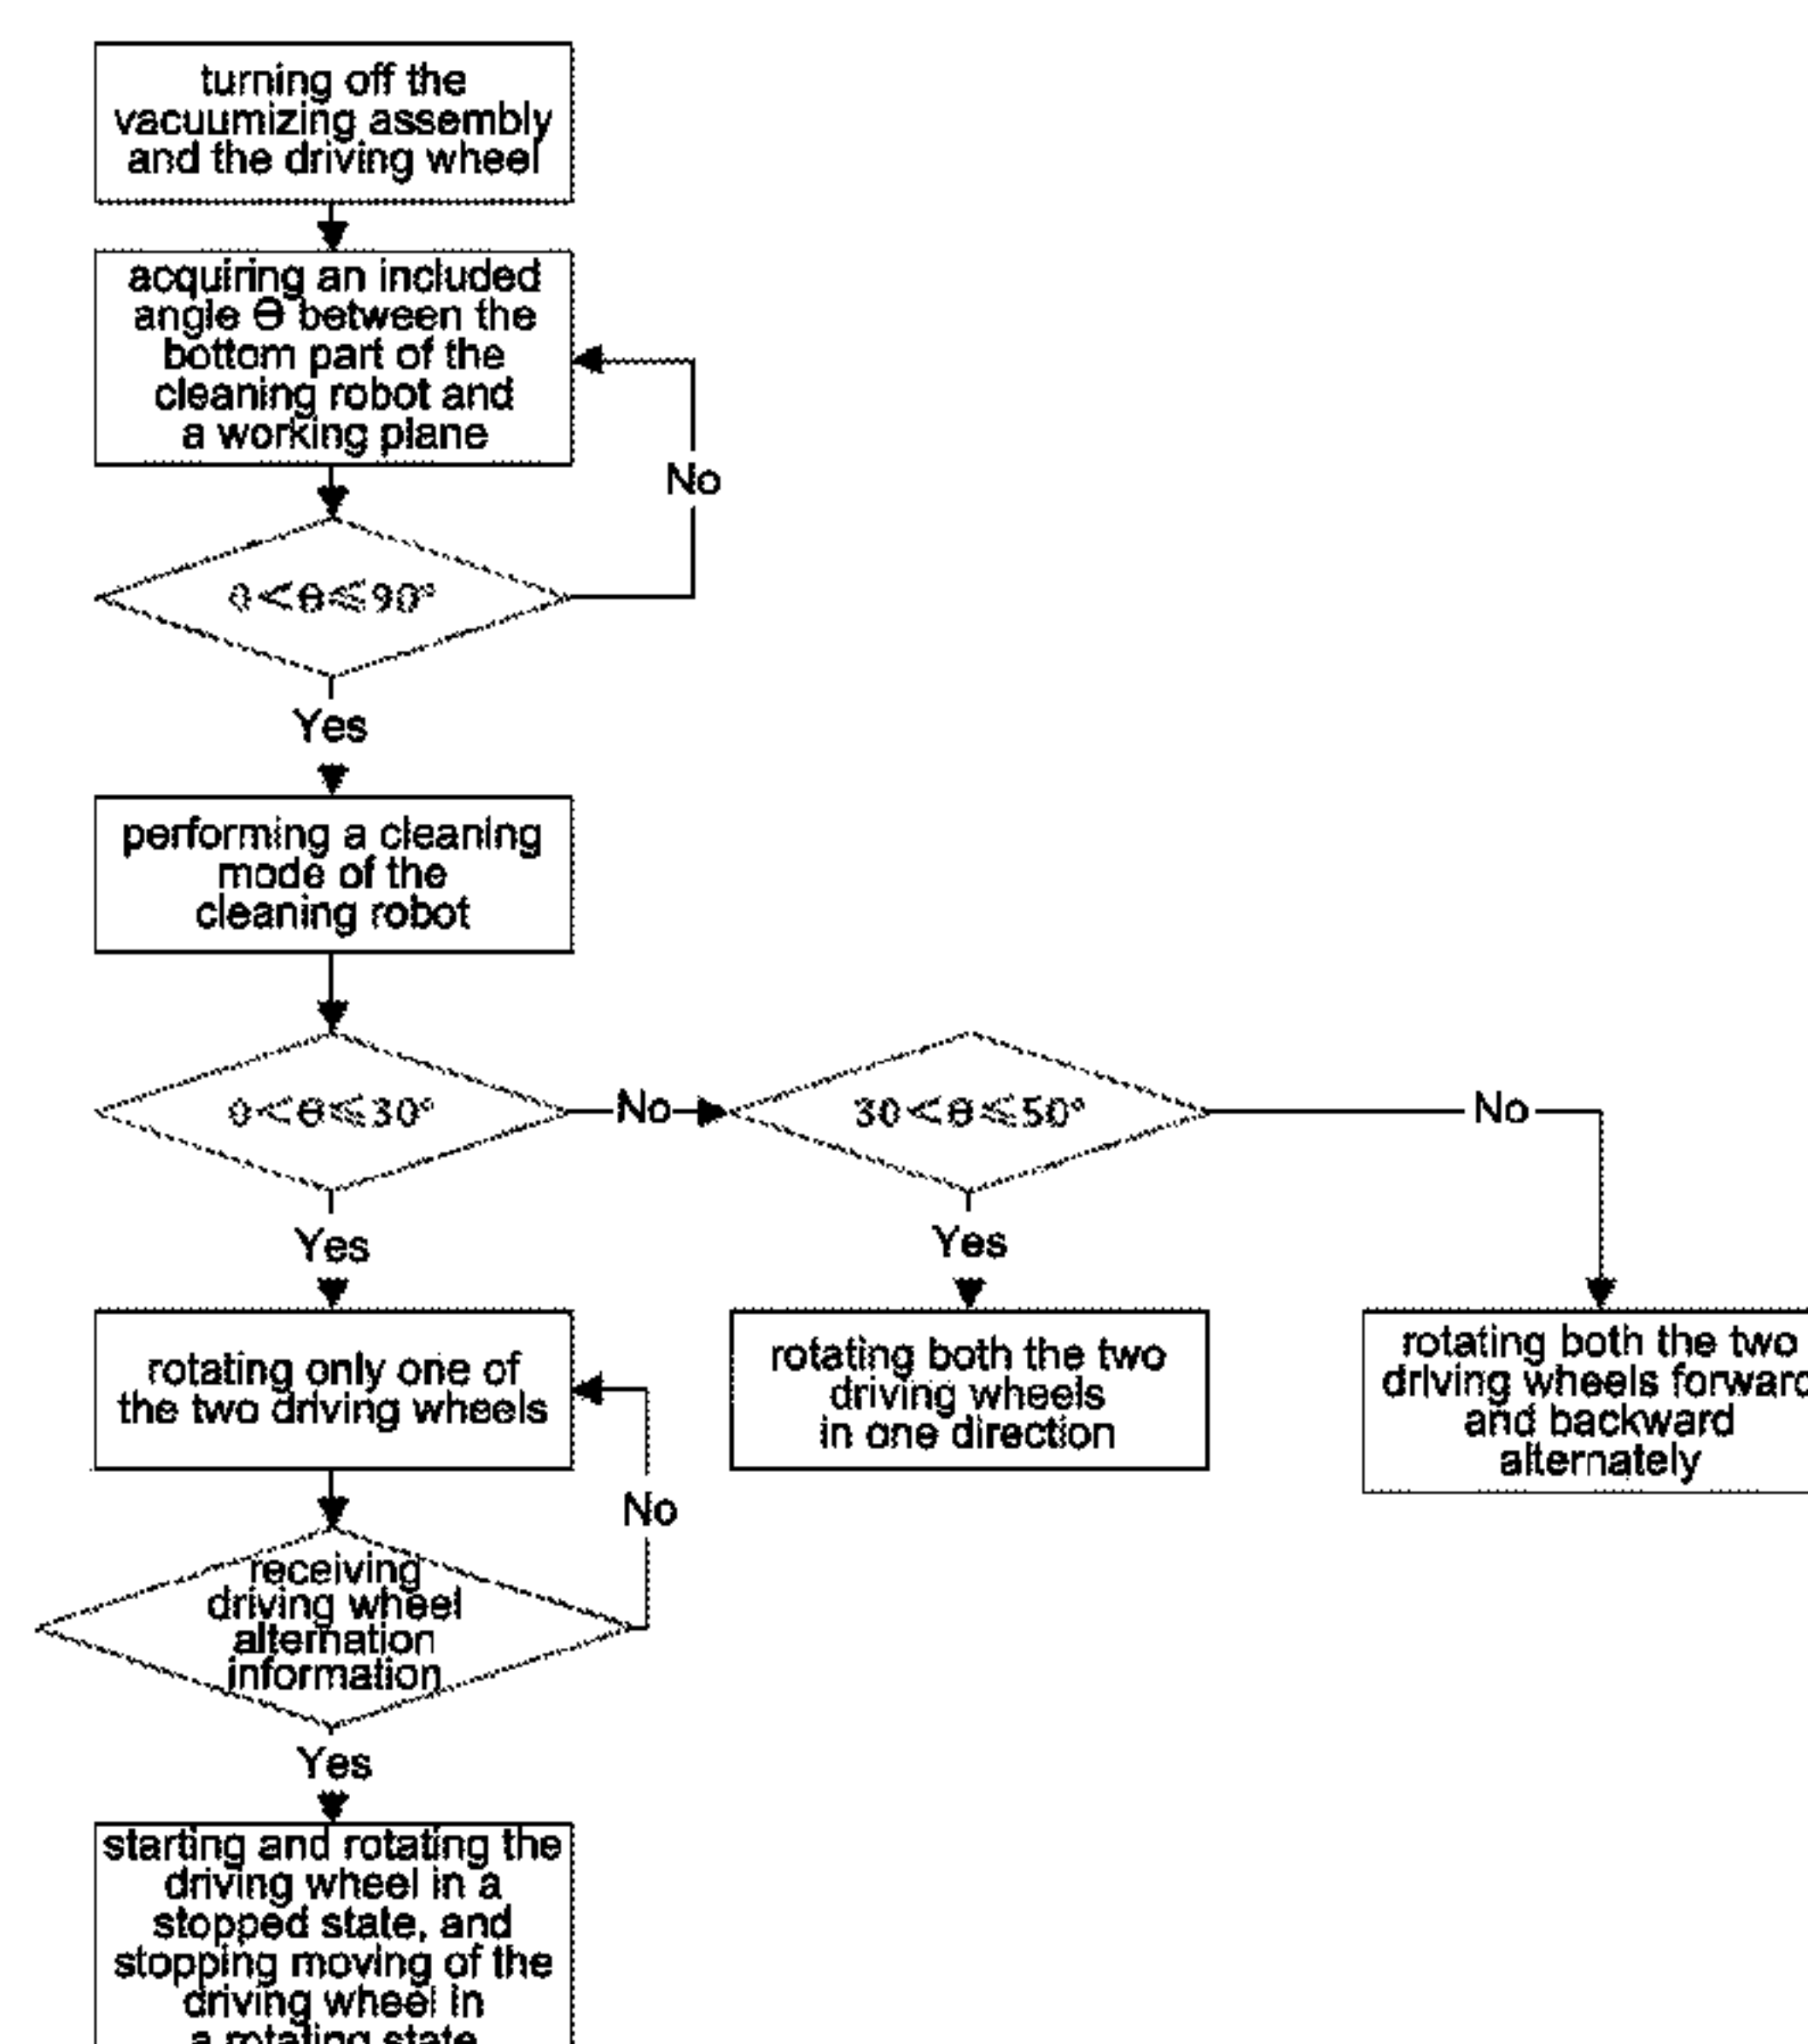 turning off the
vacuumizing assembly
and the driving wheel
acquiring an included
angle Θ between the
bottom part of the
cleaning robot and
a working plane
No
0<θ≤90°
Yes
performing a cleaning
mode of the
cleaning robot
0<θ≤30°
No
30<θ≤50°
No
Yes
Yes
rotating only one of
the two driving wheels
rotating both the two
driving wheels
in one direction
rotating both the two
driving wheels forward
and backward
alternately
No
receiving
driving wheel
alternation
information
Yes
starting and rotating the
driving wheel in a
stopped state, and
stopping moving of the
driving wheel in
a rotating state